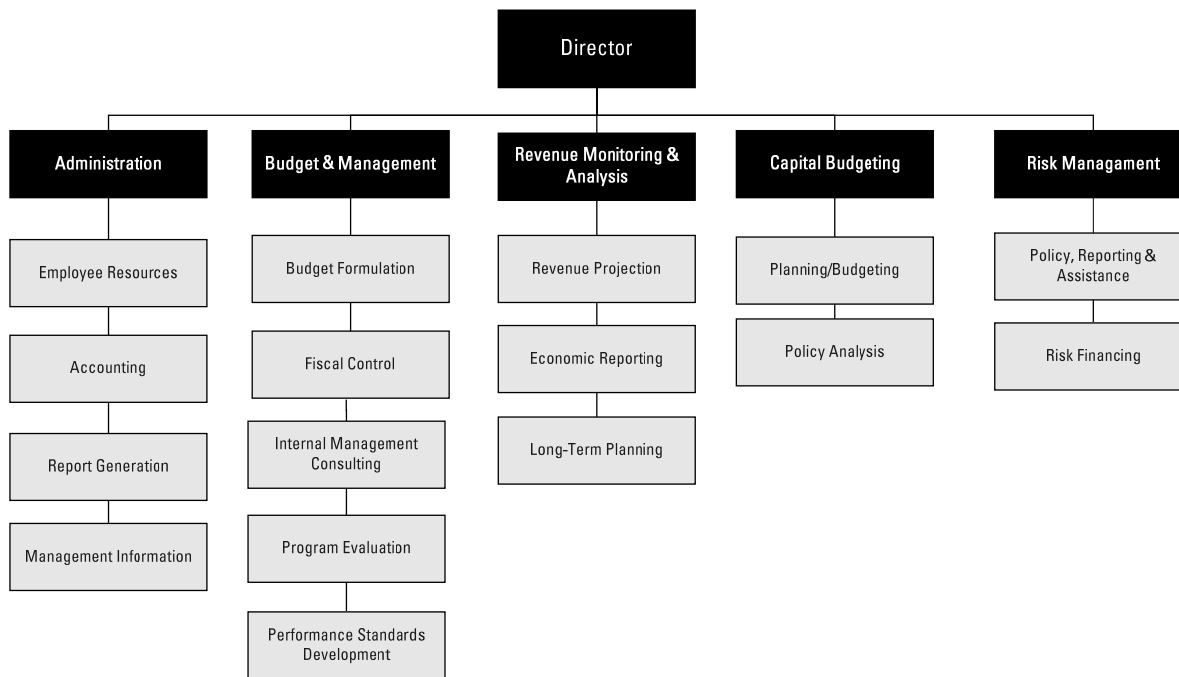 Director
Administration
Budget & Management
Revenue Monitoring &
Analysis
Capital Budgeting
Risk Managament
Employee Resources
Accounting
Report Generation
Management Information
Budget Formulation
Fiscal Control
Internal Management
Consulting
Program Evaluation
Performance Standards
Development
Revenue Projection
Economic Reporting
Long-Term Planning
Planning/Budgeting
Policy Analysis
Policy, Reporting &
Assistance
Risk Financing